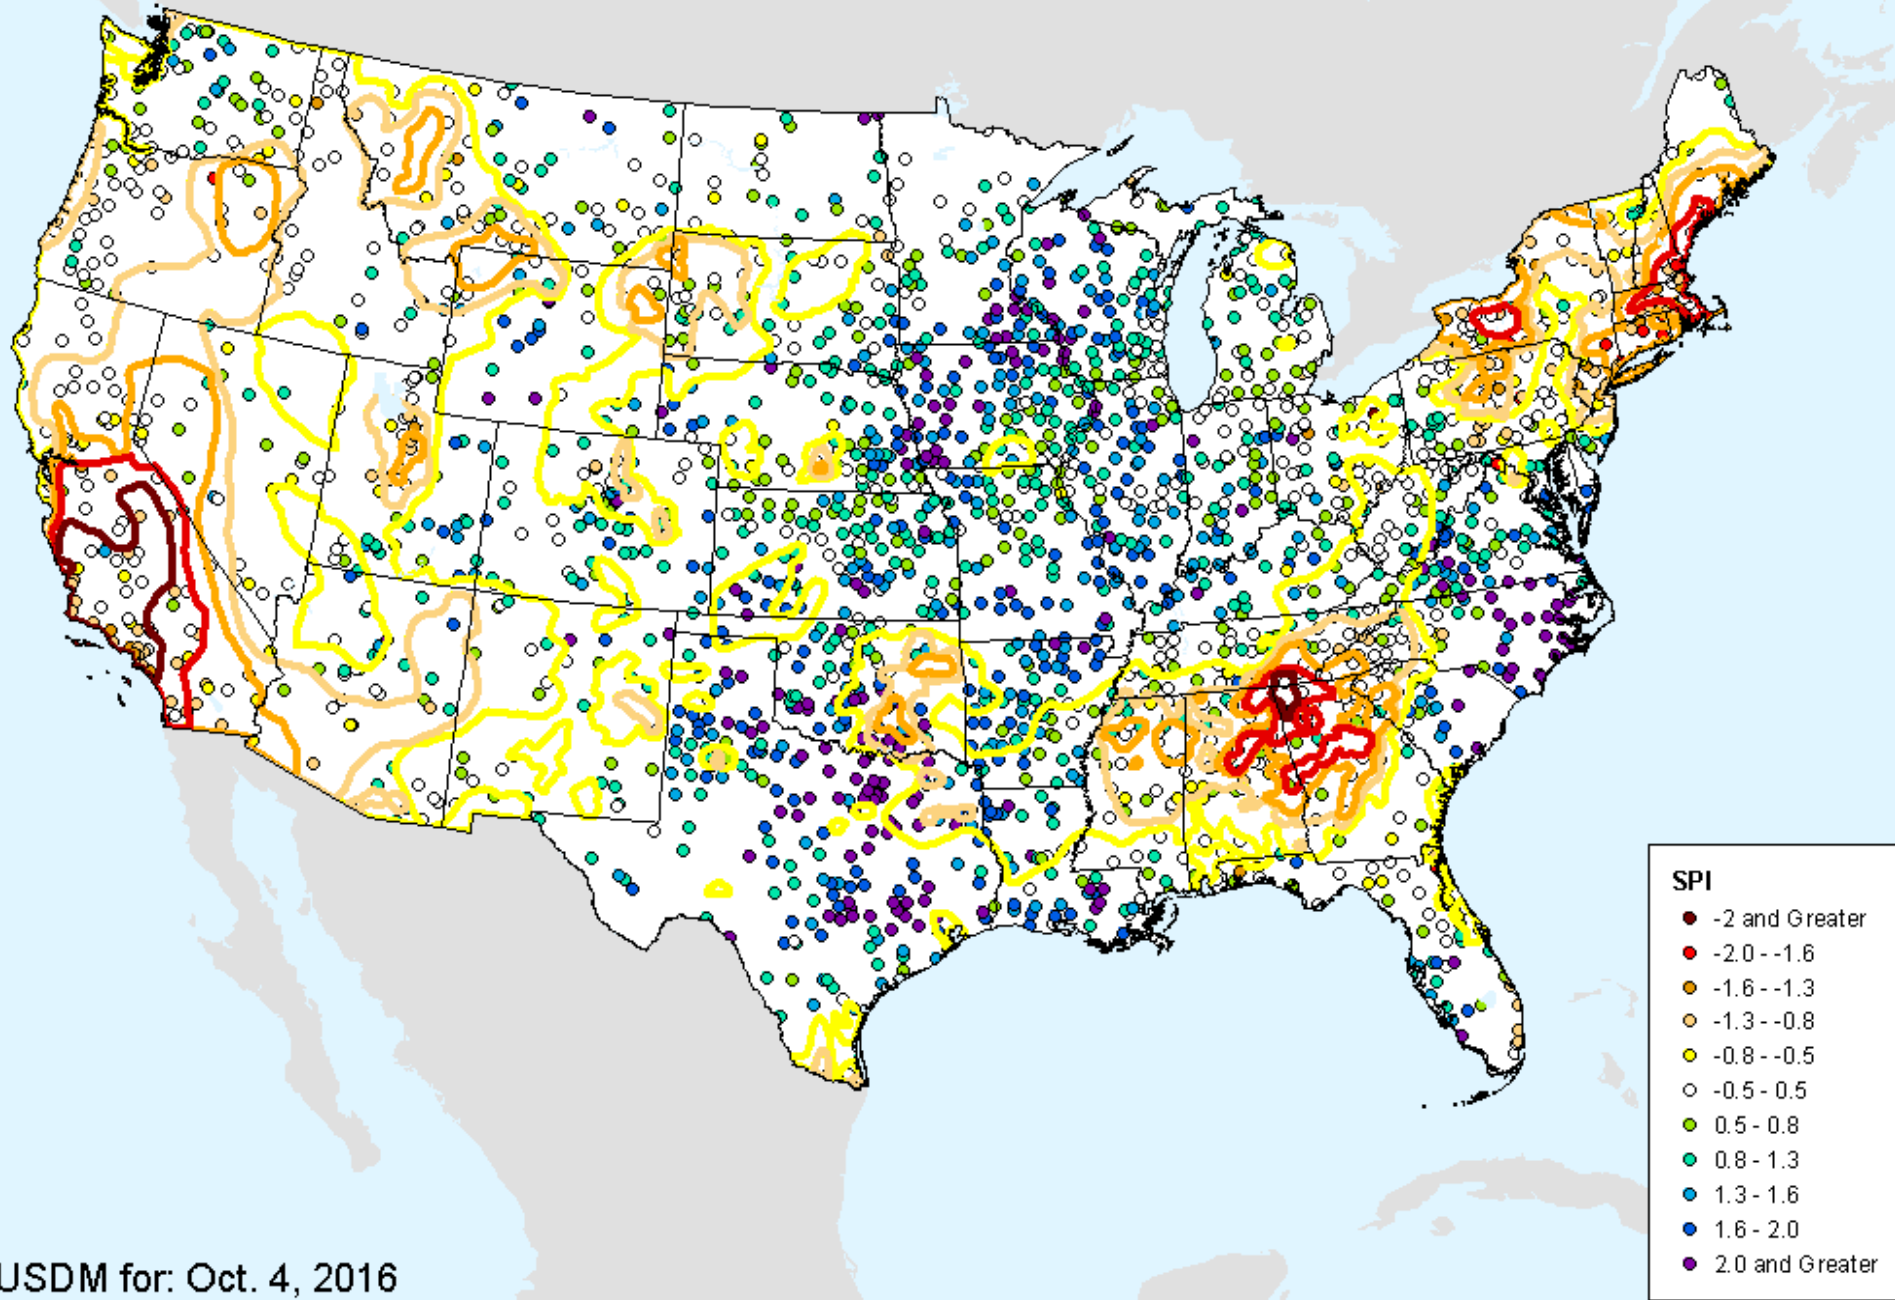 SPI
-2 and Greater
-2.0 - -1.6
-1.6 - -1.3
-1.3 - -0.8
-0.8 - -0.5
-0.5 - 0.5
0.5 - 0.8
0.8 - 1.3
1.3 - 1.6
1.6 - 2.0
2.0 and Greater
USDM for: Oct. 4, 2016